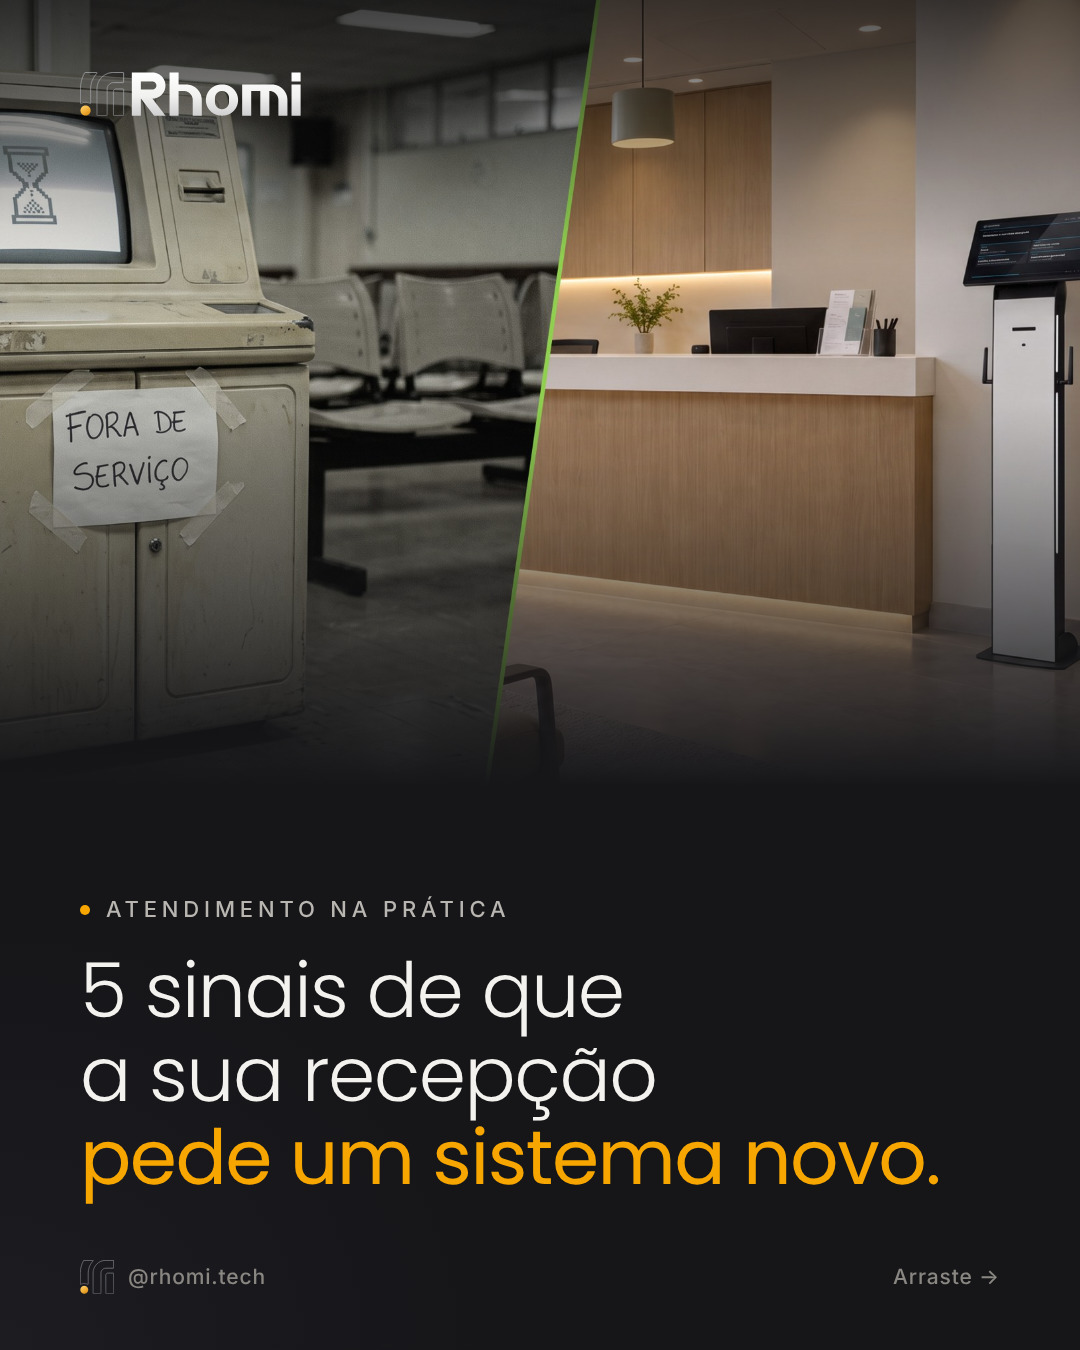 Rhomi
FORA DE
SERVIÇO
ATENDIMENTO NA PRÁTICA
5 sinais de que
a sua recepção
pede um sistema novo.
@rhomi.tech
Arraste →